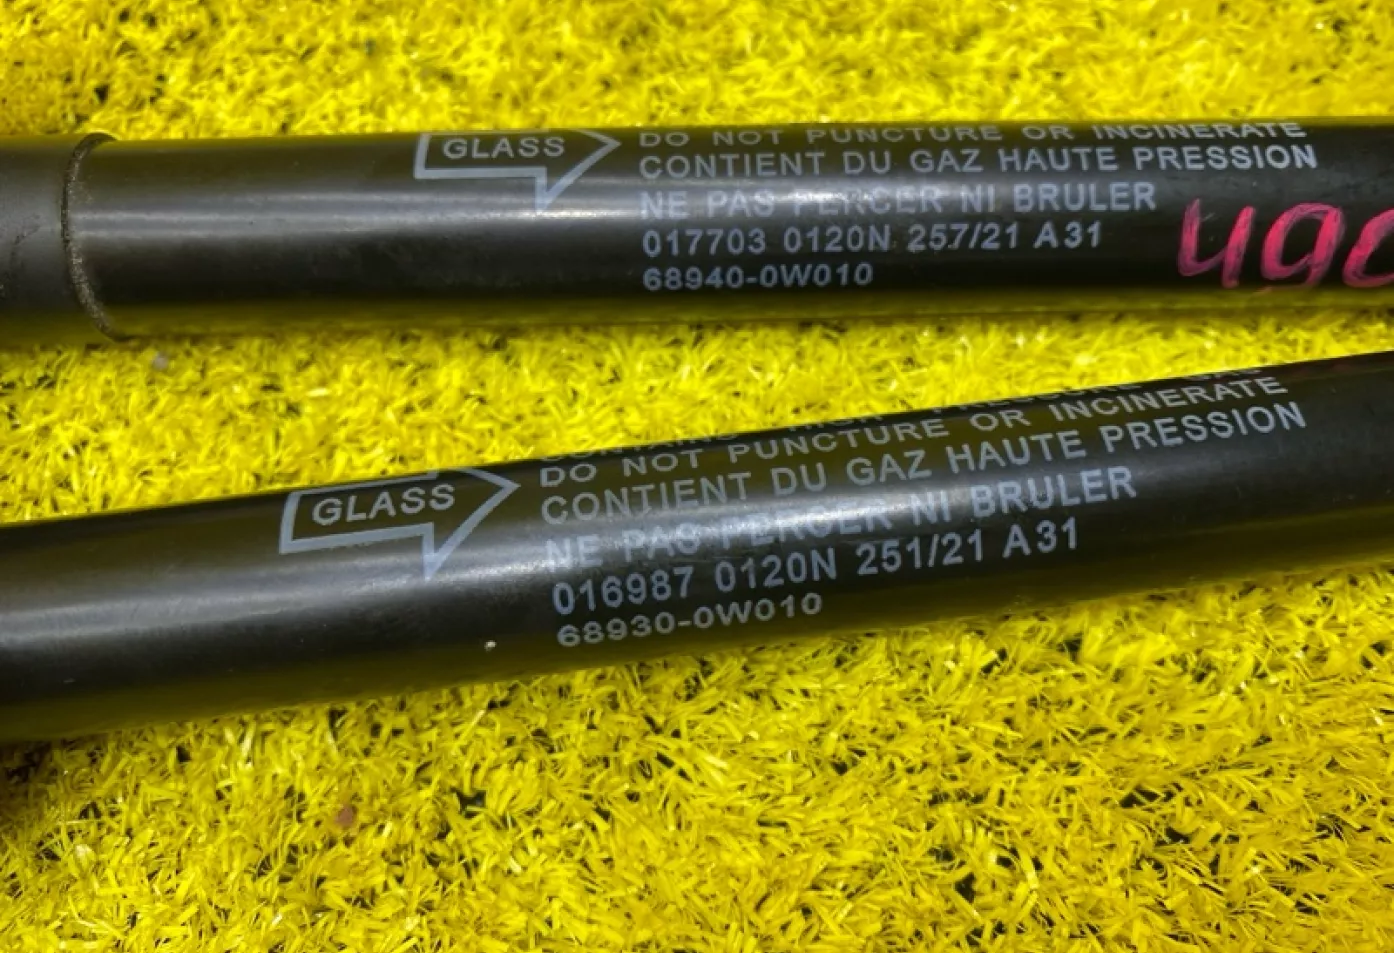 GLASS
DO NOT PUNCTURE OR INCINERATE
CONTIENT DU GAZ HAUTE PRESSION
NE PAS PERCER NI BRULER
017703 0120N 257/21 A31
68940-0W010
490
PRESSURE
DO NOT PUNCTURE OR INCINERATE
GLASS
CONTIENT DU GAZ HAUTE PRESSION
NE PAS PERCER NI BRULER
016987 0120N 251/21 A31
68930-0W010